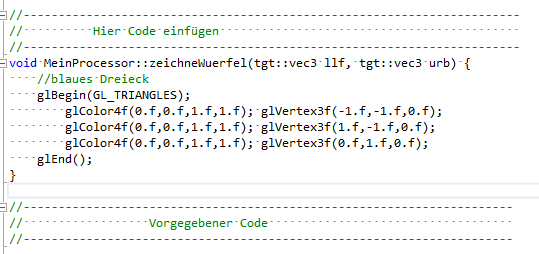 //------------------------------------------------------------------
//         Hier Code einfügen
//------------------------------------------------------------------
void MeinProcessor::zeichneWuerfel(tgt::vec3 llf, tgt::vec3 urb) {
    //blaues Dreieck
    glBegin(GL_TRIANGLES);
        glColor4f(0.f,0.f,1.f,1.f); glVertex3f(-1.f,-1.f,0.f);
        glColor4f(0.f,0.f,1.f,1.f); glVertex3f(1.f,-1.f,0.f);
        glColor4f(0.f,0.f,1.f,1.f); glVertex3f(0.f,1.f,0.f);
    glEnd();
}
//------------------------------------------------------------------
//                 Vorgegebener Code
//------------------------------------------------------------------